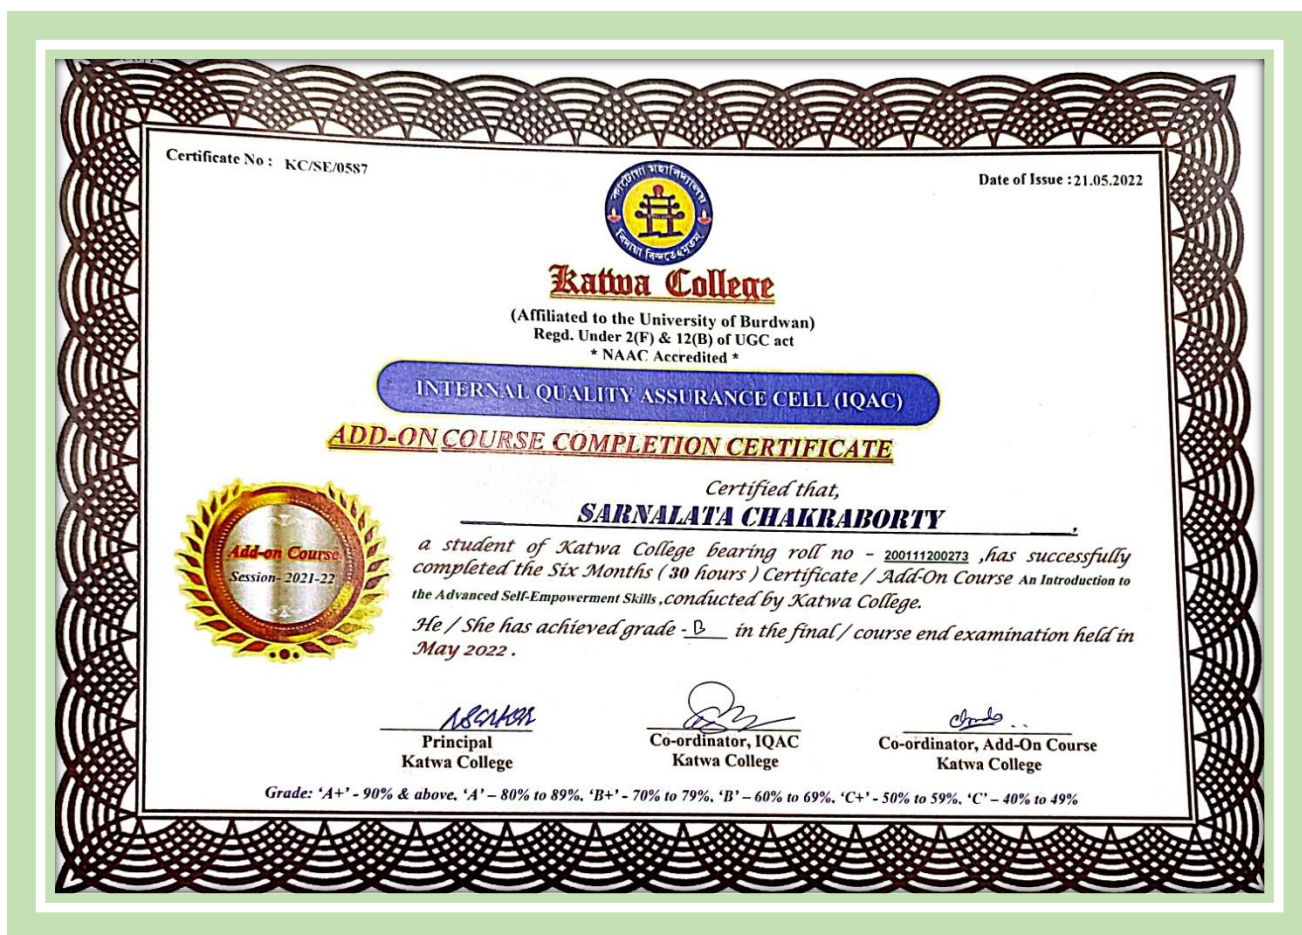 Certificate No : KC/SE/0587
Date of Issue : 21.05.2022
কাটোয়া মহাবিদ্যালয়
বিদ্যয়া বিন্দতেঽমৃতম্
Katwa College
(Affiliated to the University of Burdwan)
Regd. Under 2(F) & 12(B) of UGC act
* NAAC Accredited *
INTERNAL QUALITY ASSURANCE CELL (IQAC)
ADD-ON COURSE COMPLETION CERTIFICATE
Certified that,
SARNALATA CHAKRABORTY,
Add-on Course
Session- 2021-22
a student of Katwa College bearing roll no - 200111200273 ,has successfully
completed the Six Months ( 30 hours ) Certificate / Add-On Course An Introduction to
the Advanced Self-Empowerment Skills ,conducted by Katwa College.
He / She has achieved grade - B in the final / course end examination held in
May 2022 .
Principal
Katwa College
Co-ordinator, IQAC
Katwa College
Co-ordinator, Add-On Course
Katwa College
Grade: ‘A+’ - 90% & above, ‘A’ – 80% to 89%, ‘B+’ - 70% to 79%, ‘B’ – 60% to 69%, ‘C+’ - 50% to 59%, ‘C’ – 40% to 49%